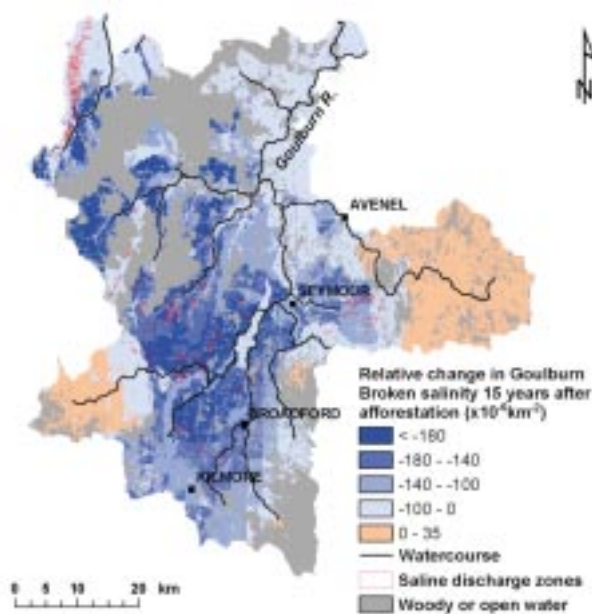 N
Goulburn R.
AVENEL
SEYMOUR
BROADFORD
KILMORE
Relative change in Goulburn
Broken salinity 15 years after
afforestation (x10⁻⁶km⁻²)
< -180
-180 - -140
-140 - -100
-100 - 0
0 - 35
Watercourse
Saline discharge zones
Woody or open water
0 5 10 20 km